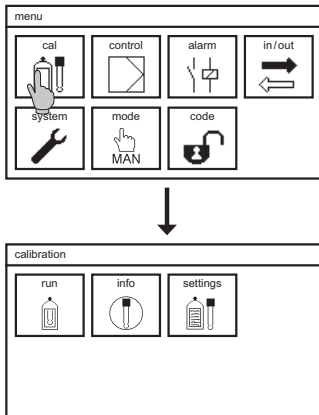 menu
cal control alarm in/out
system mode code
MAN
calibration
run info settings